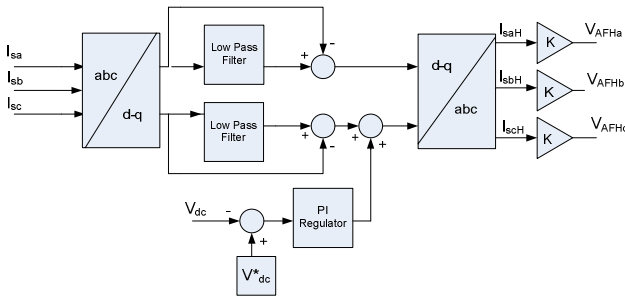 I_sa
I_sb
I_sc
abc
d-q
Low Pass
Filter
-
+
Low Pass
Filter
+
-
+
+
d-q
abc
I_saH
I_sbH
I_scH
K
K
K
V_AFHa
V_AFHb
V_AFHc
V_dc
-
+
PI
Regulator
V*_dc